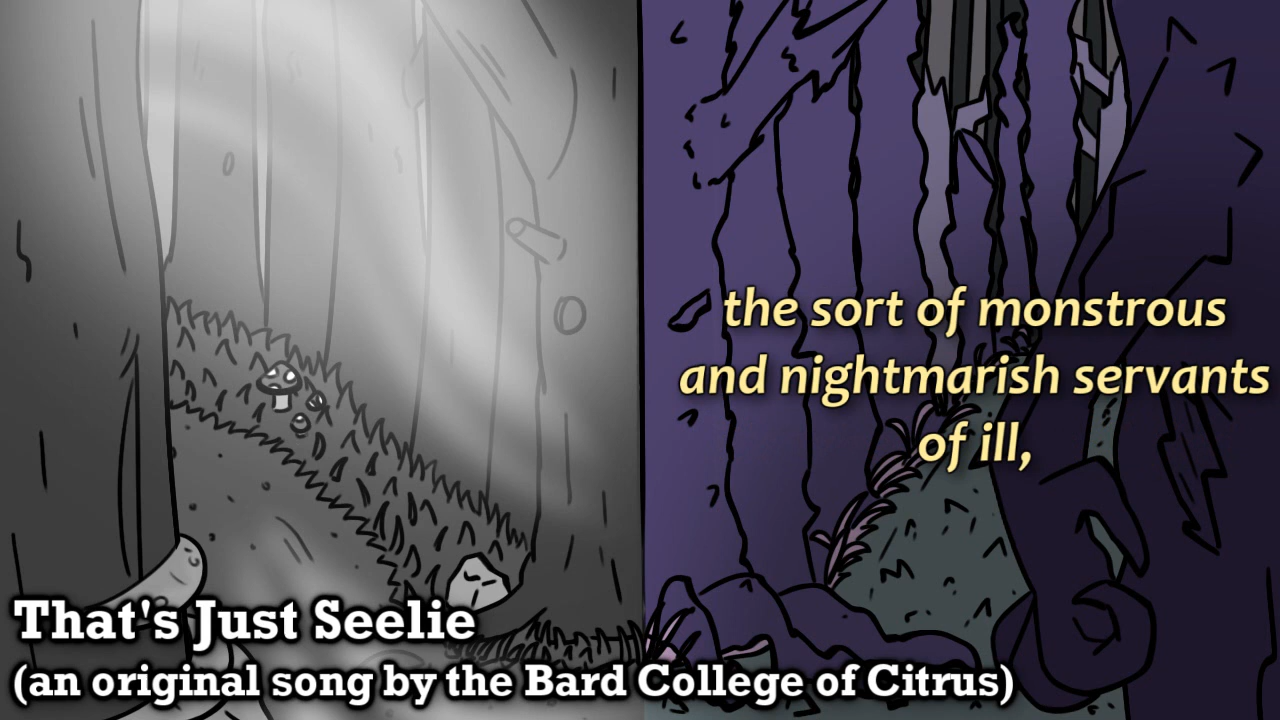 the sort of monstrous
and nightmarish servants
of ill,
That's Just Seelie
(an original song by the Bard College of Citrus)